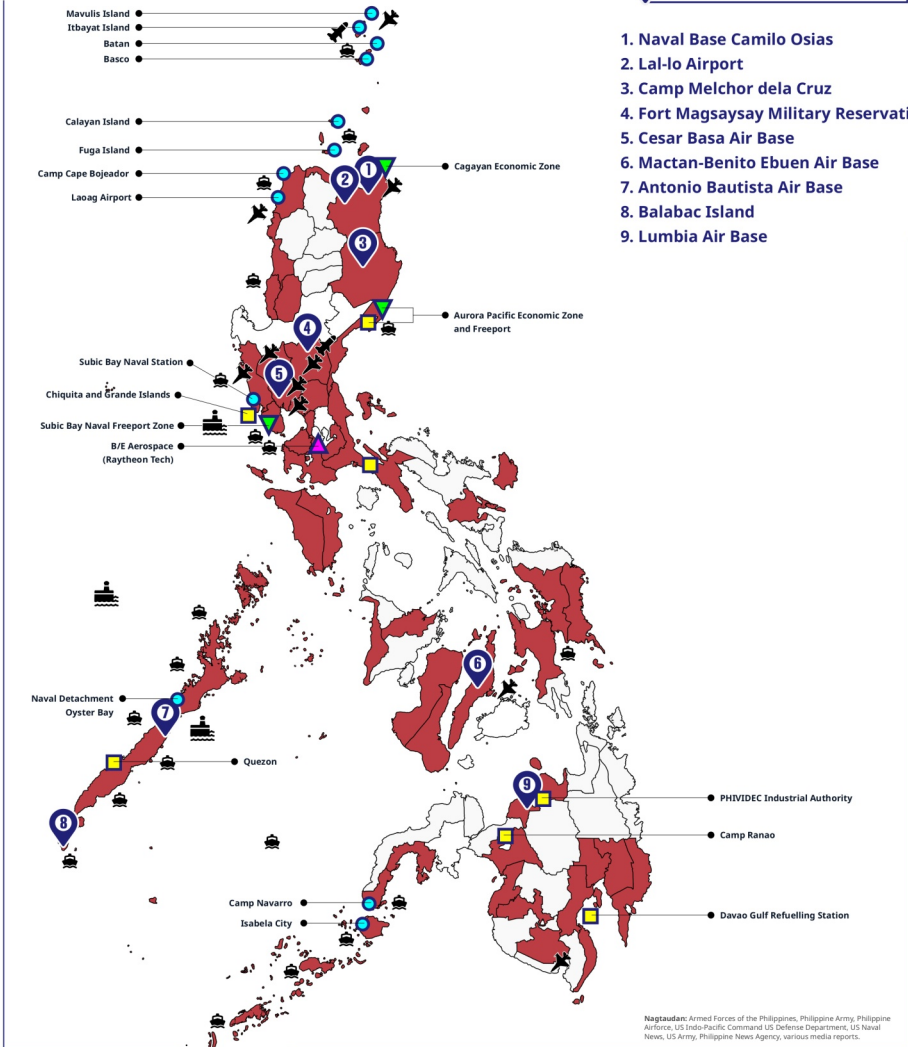 Mavulis Island
Itbayat Island
Batan
Basco
1. Naval Base Camilo Osias
2. Lal-lo Airport
3. Camp Melchor dela Cruz
4. Fort Magsaysay Military Reservati
5. Cesar Basa Air Base
6. Mactan-Benito Ebuen Air Base
7. Antonio Bautista Air Base
8. Balabac Island
9. Lumbia Air Base
Calayan Island
Fuga Island
Camp Cape Bojeador
Laoag Airport
Cagayan Economic Zone
1
2
3
Aurora Pacific Economic Zone
and Freeport
4
Subic Bay Naval Station
5
Chiquita and Grande Islands
Subic Bay Naval Freeport Zone
B/E Aerospace
(Raytheon Tech)
6
Naval Detachment
Oyster Bay
7
Quezon
8
9
PHIVIDEC Industrial Authority
Camp Ranao
Camp Navarro
Isabela City
Davao Gulf Refuelling Station
Nagtaudan: Armed Forces of the Philippines, Philippine Army, Philippine
Airforce, US Indo-Pacific Command US Defense Department, US Naval
News, US Army, Philippine News Agency, various media reports.